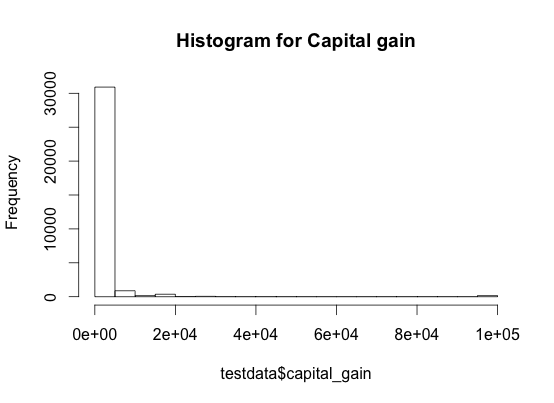 Histogram for Capital gain
Frequency
30000
20000
10000
0
0e+00 2e+04 4e+04 6e+04 8e+04 1e+05
testdata$capital_gain